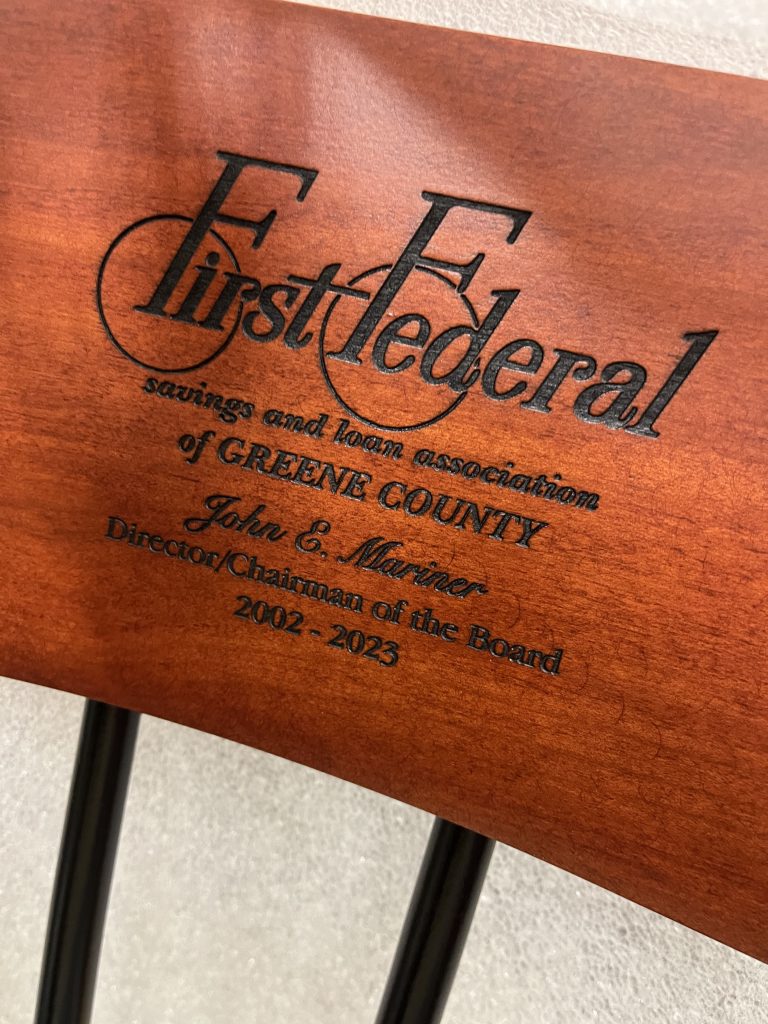 First Federal
savings and loan association
of GREENE COUNTY
John E. Mariner
Director/Chairman of the Board
2002 - 2023